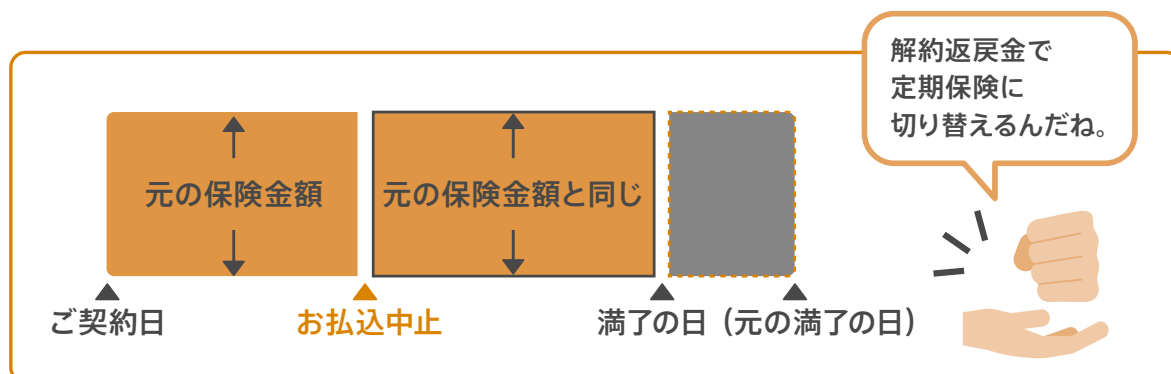 解約返戻金で
定期保険に
切り替えるんだね。
元の保険金額
元の保険金額と同じ
ご契約日
お払込中止
満了の日（元の満了の日）